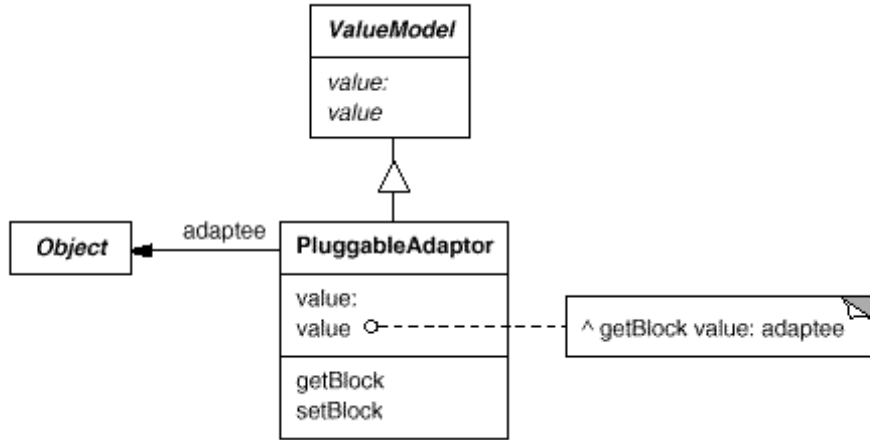 ValueModel
value:
value
Object
adaptee
PluggableAdaptor
value:
value
^ getBlock value: adaptee
getBlock
setBlock